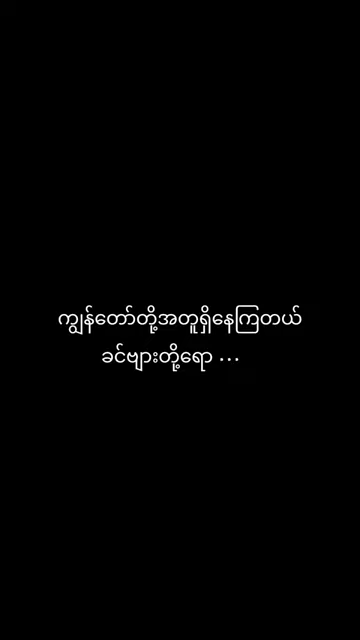 ကျွန်တော်တို့အတူရှိနေကြတယ်
ခင်ဗျားတို့ရော ...